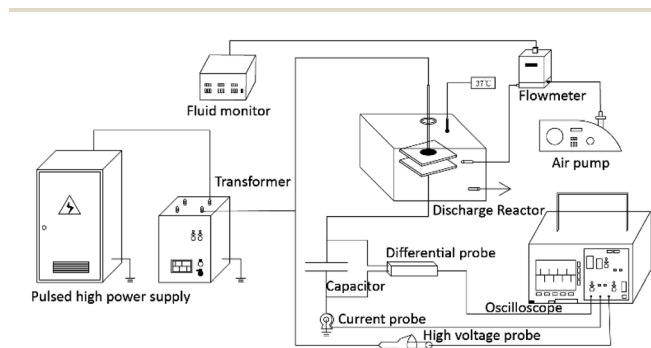 37℃
Flowmeter
Fluid monitor
Air pump
Transformer
Discharge Reactor
Differential probe
Capacitor
Pulsed high power supply
Oscilloscope
Current probe
High voltage probe